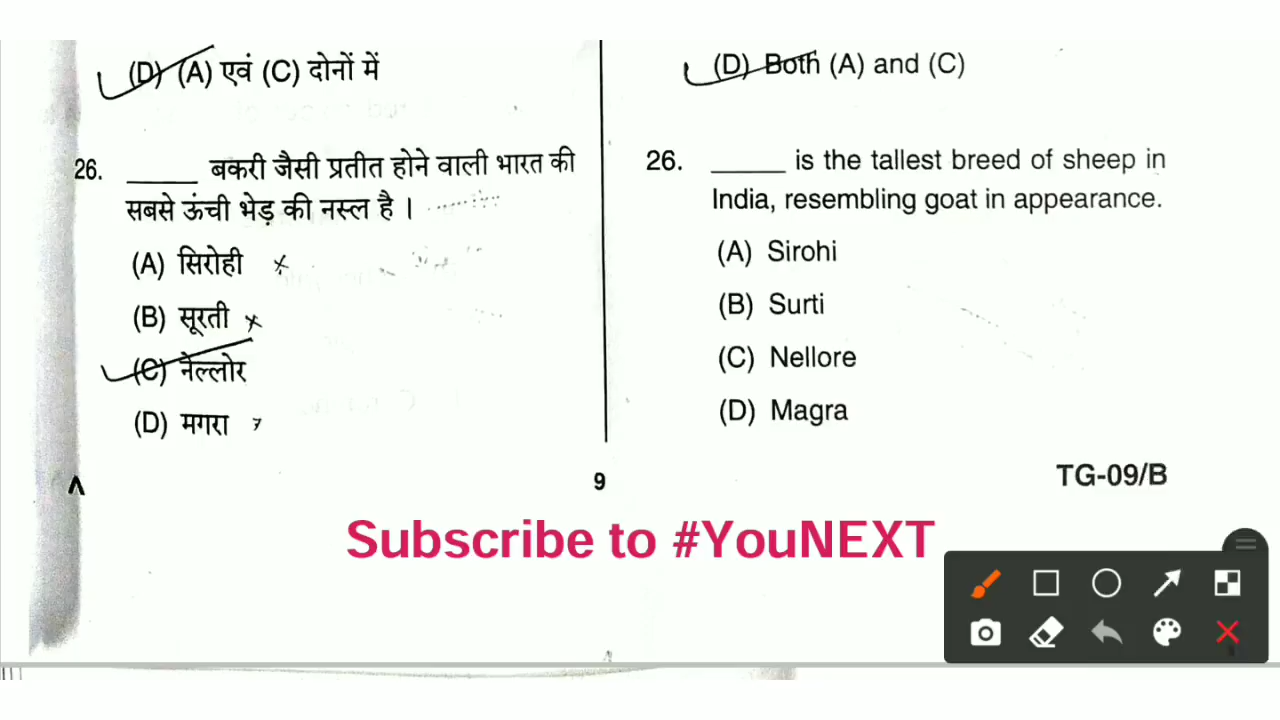 (D) (A) एवं (C) दोनों में
26. _____ बकरी जैसी प्रतीत होने वाली भारत की
सबसे ऊंची भेड़ की नस्ल है ।
(A) सिरोही
(B) सूरती
(C) नैल्लोर
(D) मगरा
(D) Both (A) and (C)
26. _____ is the tallest breed of sheep in
India, resembling goat in appearance.
(A) Sirohi
(B) Surti
(C) Nellore
(D) Magra
9
TG-09/B
Subscribe to #YouNEXT